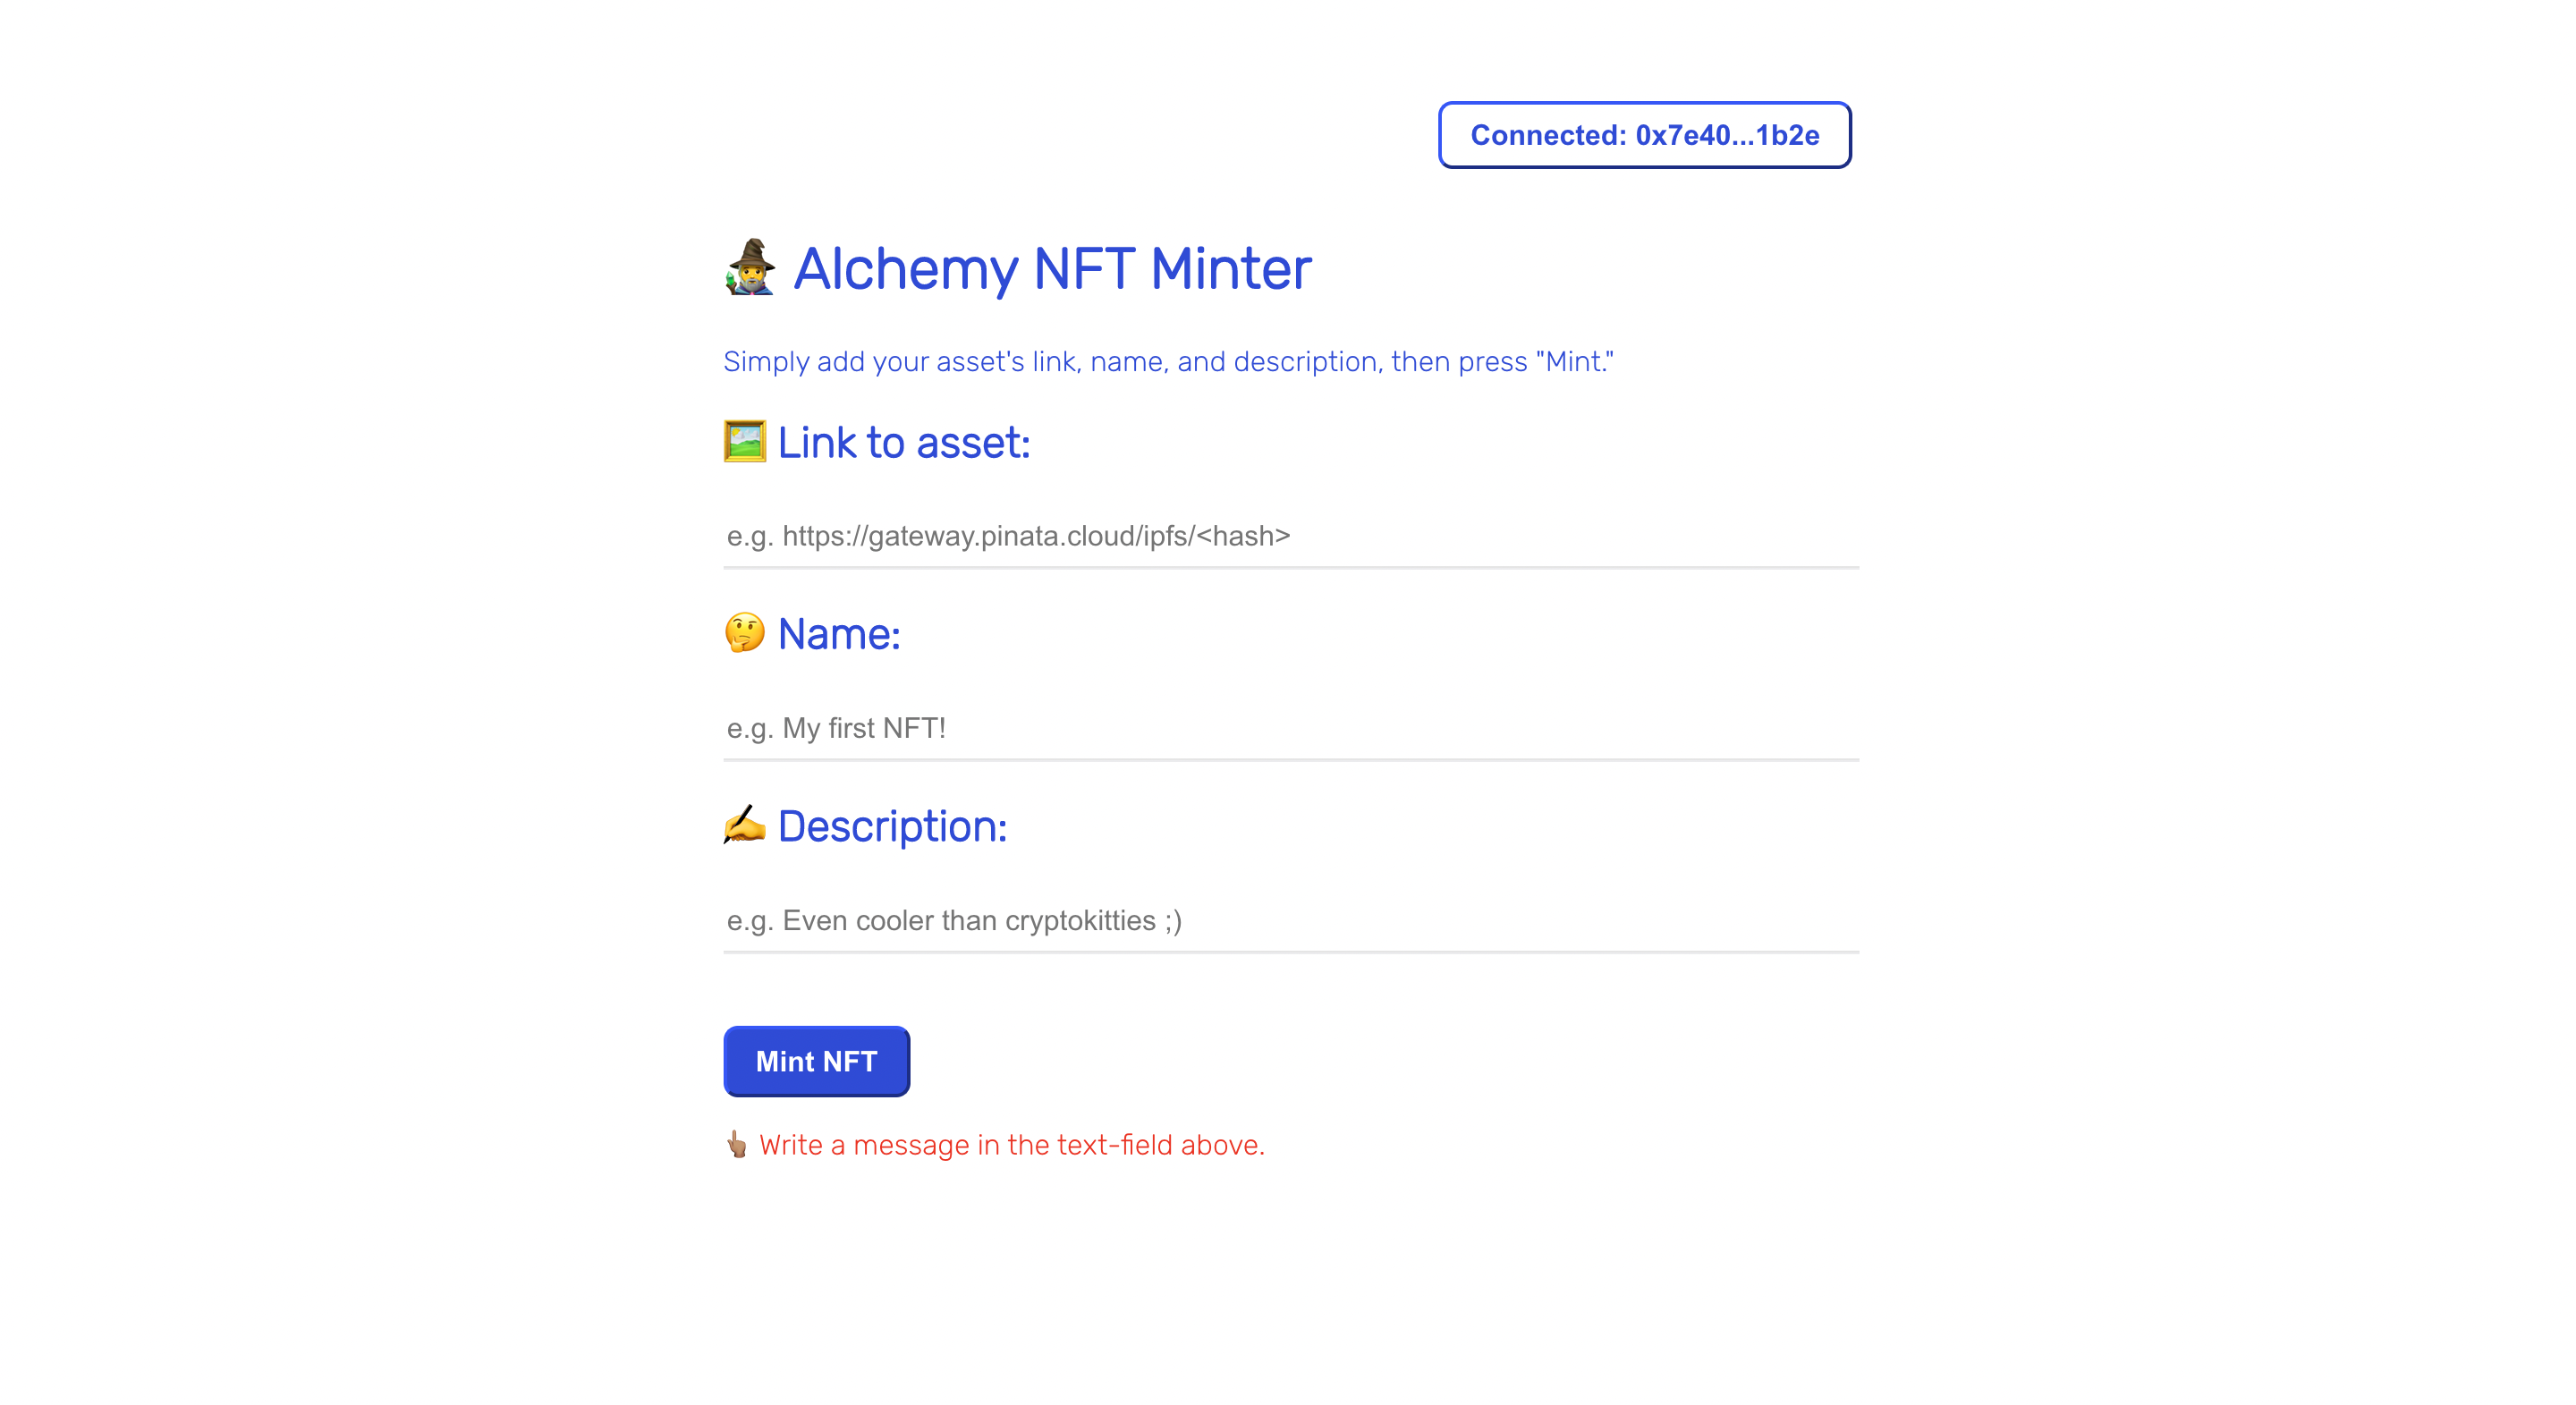 Connected: 0x7e40...1b2e
🧙‍♂️ Alchemy NFT Minter
Simply add your asset's link, name, and description, then press "Mint."
🖼️ Link to asset:
e.g. https://gateway.pinata.cloud/ipfs/<hash>
🤔 Name:
e.g. My first NFT!
✍️ Description:
e.g. Even cooler than cryptokitties ;)
Mint NFT
👆🏽 Write a message in the text-field above.